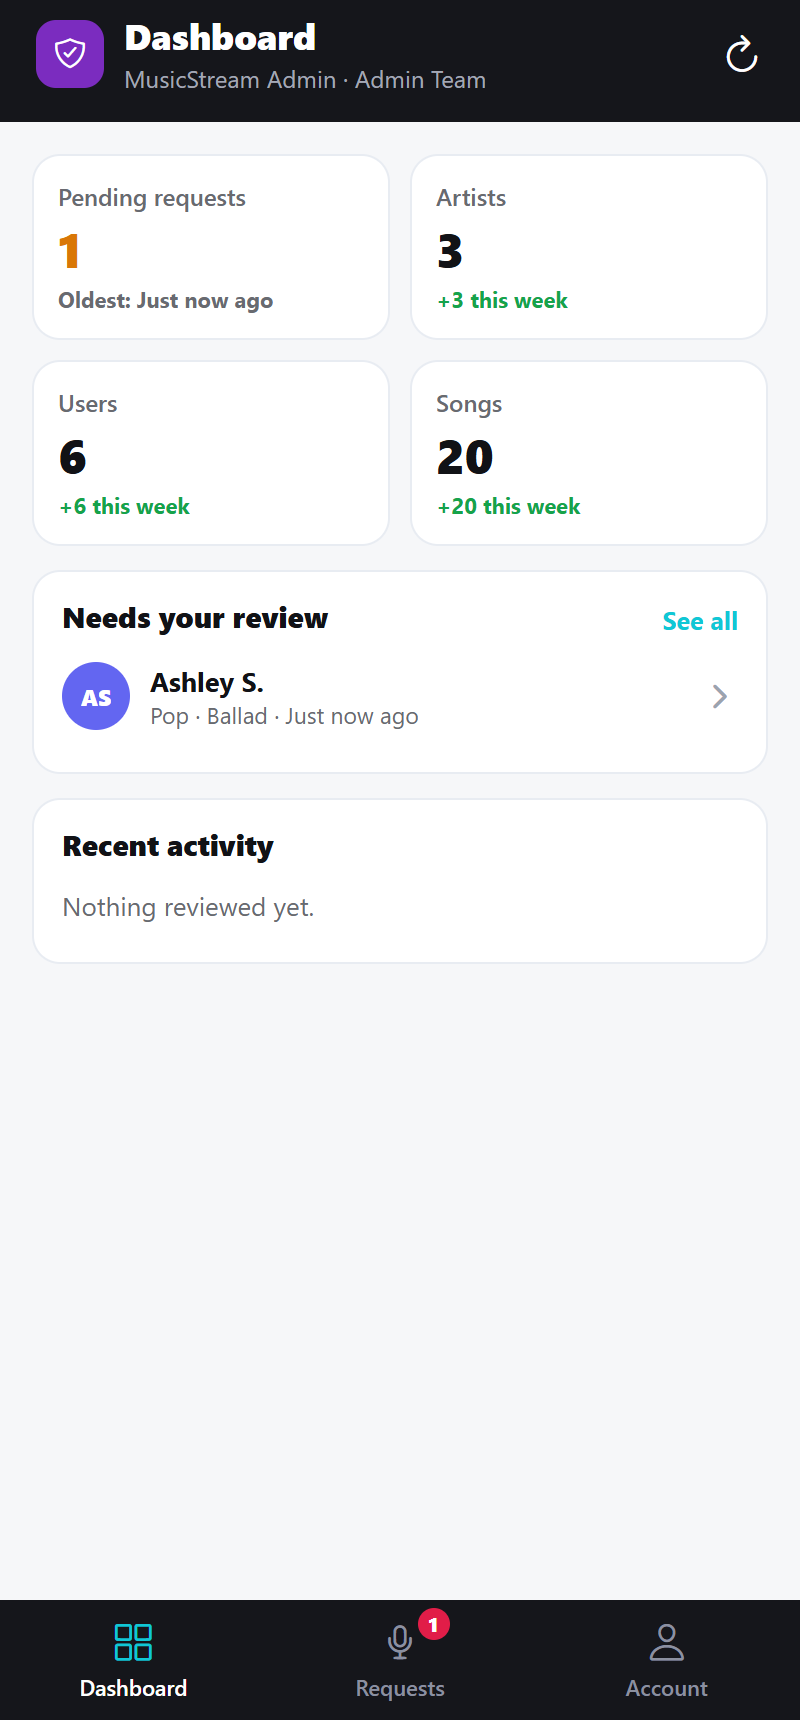 Dashboard
MusicStream Admin · Admin Team
Pending requests
1
Oldest: Just now ago
Artists
3
+3 this week
Users
6
+6 this week
Songs
20
+20 this week
Needs your review
See all
AS
Ashley S.
Pop · Ballad · Just now ago
Recent activity
Nothing reviewed yet.
1
Dashboard
Requests
Account